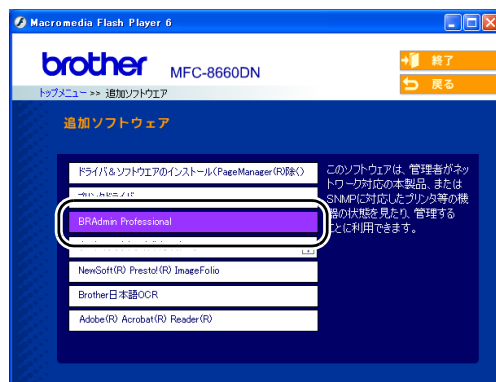 Macromedia Flash Player 6
brother
MFC-8660DN
終了
戻る
トップメニュー >> 追加ソフトウエア
追加ソフトウェア
ドライバ&ソフトウエアのインストール(PageManager(R)除く)
BRAdmin Professional
NewSoft(R) Presto!(R) ImageFolio
Brother日本語OCR
Adobe(R) Acrobat(R) Reader(R)
このソフトウェアは、管理者がネッ
トワーク対応の本製品、または
SNMPに対応したプリンタ等の機
器の状態を見たり、管理する
ことに利用できます。